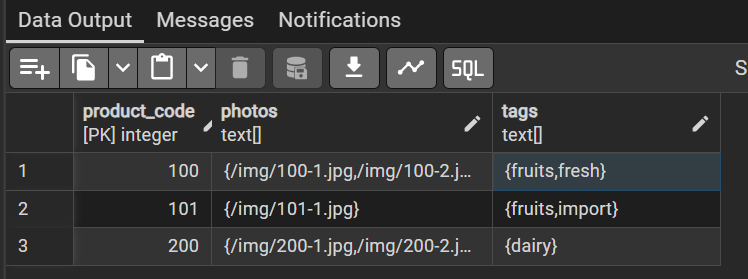 Data Output Messages Notifications
SQL S
product_code photos tags
[PK] integer text[] text[]
1 100 {/img/100-1.jpg,/img/100-2.j... {fruits,fresh}
2 101 {/img/101-1.jpg} {fruits,import}
3 200 {/img/200-1.jpg,/img/200-2.j... {dairy}